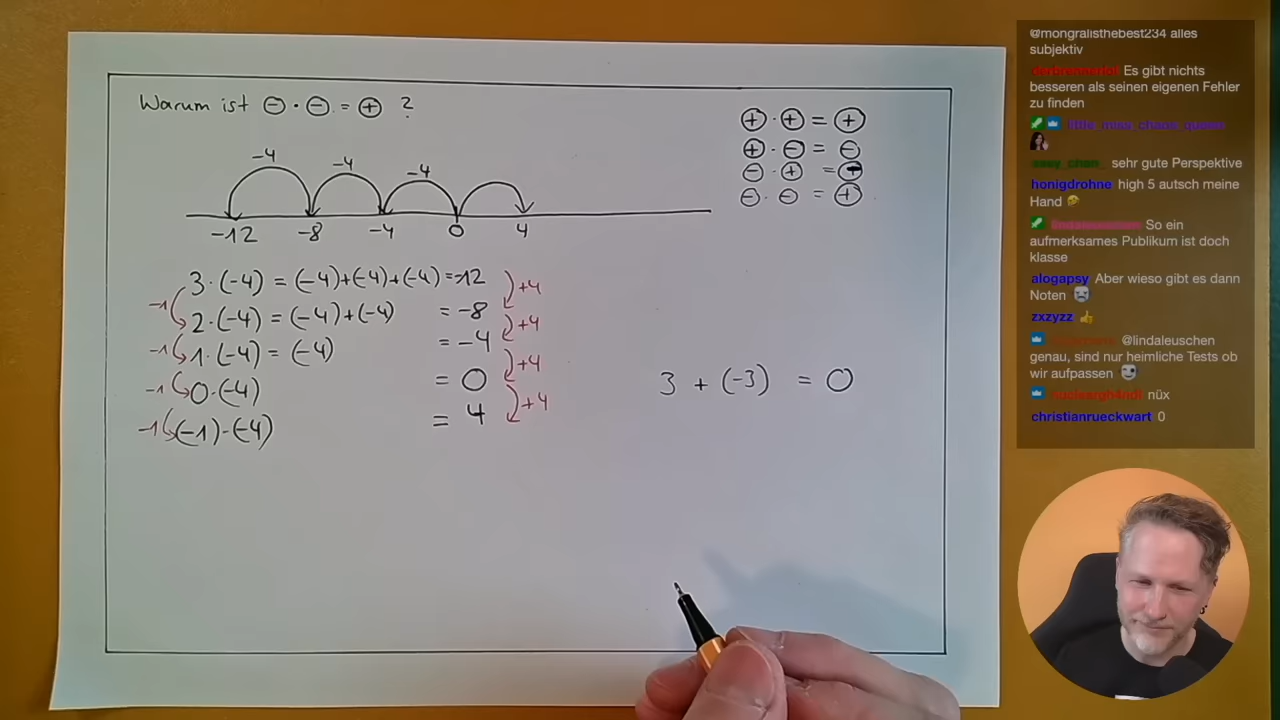 Warum ist ⊖ · ⊖ = ⊕ ?
-4 -4 -4
-12 -8 -4 0 4
3·(-4) = (-4)+(-4)+(-4) = -12
+4
-1
2·(-4) = (-4)+(-4) = -8
+4
-1
1·(-4) = (-4) = -4
+4
-1
0·(-4) = 0
+4
-1
(-1)·(-4) = 4
⊕ · ⊕ = ⊕
⊕ · ⊖ = ⊖
⊖ · ⊕ = ⊖
⊖ · ⊖ = ⊕
3 + (-3) = 0
@mongralisthebest234 alles
subjektiv
Es gibt nichts
besseren als seinen eigenen Fehler
zu finden
little_miss_chaos_queen
sehr gute Perspektive
honigdrohne high 5 autsch meine
Hand
So ein
aufmerksames Publikum ist doch
klasse
alogapsy Aber wieso gibt es dann
Noten
zxzyzz
@lindaleuschen
genau, sind nur heimliche Tests ob
wir aufpassen
nüx
christianrueckwart 0